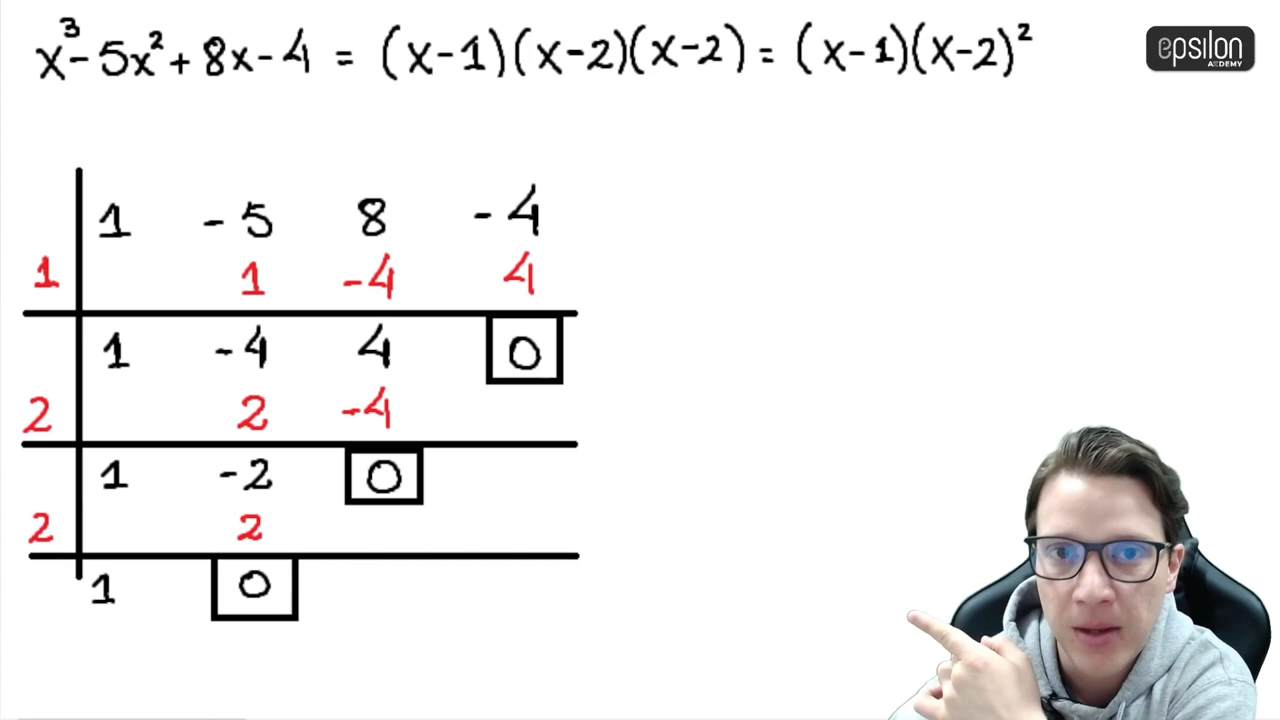 x³-5x²+8x-4 = (x-1)(x-2)(x-2) = (x-1)(x-2)²
epsilon
AKDEMY
1 -5 8 -4
1 1 -4 4
1 -4 4 0
2 2 -4
1 -2 0
2 2
1 0